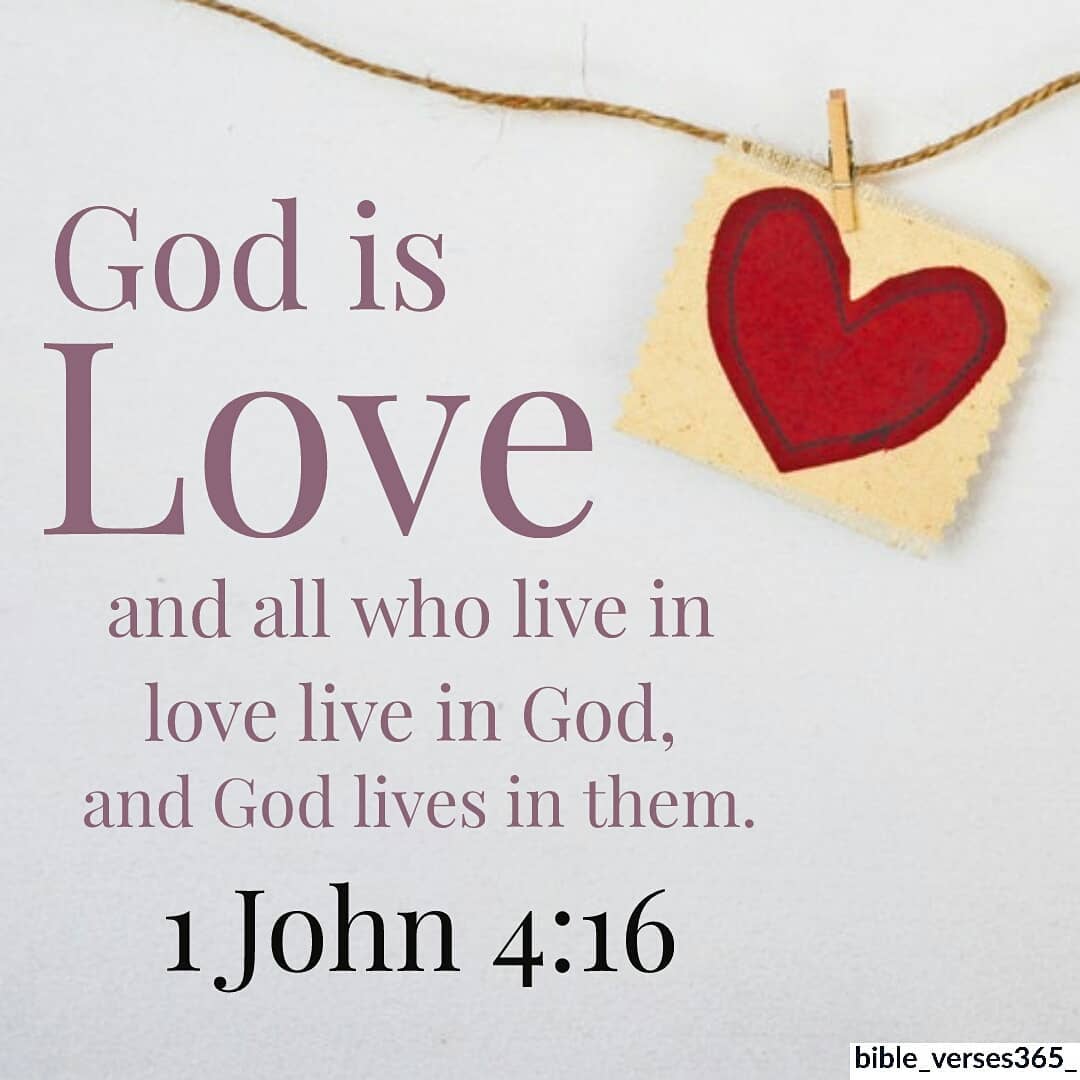 God is
Love
and all who live in
love live in God,
and God lives in them.
1 John 4:16
bible_verses365_